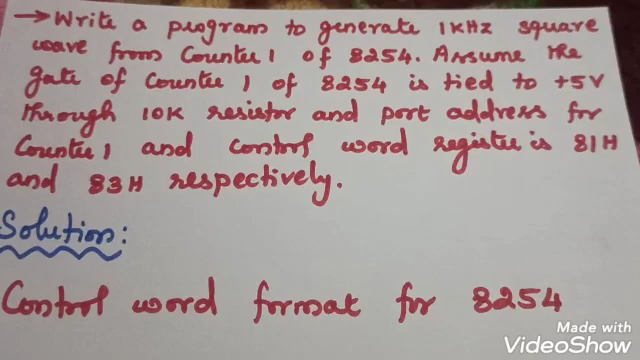 → Write a program to generate 1KHz square
wave from Counter 1 of 8254. Assume the
gate of Counter 1 of 8254 is tied to +5V
through 10K resistor and port address for
Counter 1 and control word register is 81H
and 83H respectively.
Solution:
Control word format for 8254
Made with
VideoShow